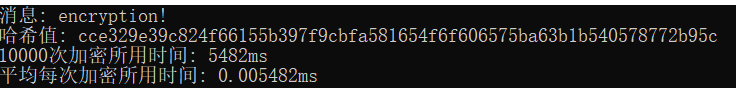 消息: encryption!
哈希值: cce329e39c824f66155b397f9cbfa581654f6f606575ba63b1b540578772b95c
10000次加密所用时间: 5482ms
平均每次加密所用时间: 0.005482ms